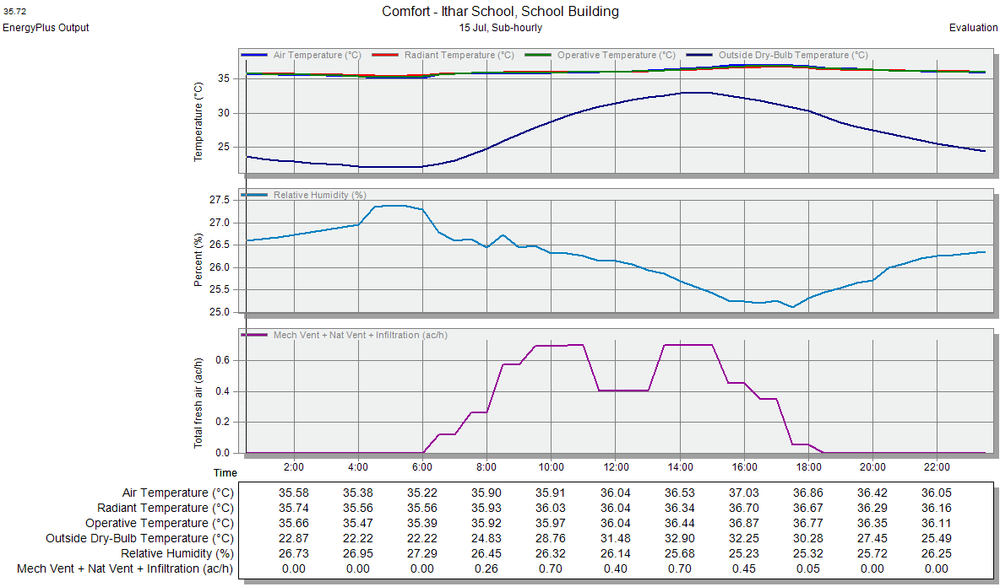 35.72
Comfort - Ithar School, School Building
EnergyPlus Output
15 Jul, Sub-hourly
Evaluation
Air Temperature (°C) Radiant Temperature (°C) Operative Temperature (°C) Outside Dry-Bulb Temperature (°C)
Temperature (°C)
35
30
25
Relative Humidity (%)
Percent (%)
27.5
27.0
26.5
26.0
25.5
25.0
Mech Vent + Nat Vent + Infiltration (ac/h)
Total fresh air (ac/h)
0.6
0.4
0.2
0.0
Time 2:00 4:00 6:00 8:00 10:00 12:00 14:00 16:00 18:00 20:00 22:00
Air Temperature (°C) 35.58 35.38 35.22 35.90 35.91 36.04 36.53 37.03 36.86 36.42 36.05
Radiant Temperature (°C) 35.74 35.56 35.56 35.93 36.03 36.04 36.34 36.70 36.67 36.29 36.16
Operative Temperature (°C) 35.66 35.47 35.39 35.92 35.97 36.04 36.44 36.87 36.77 36.35 36.11
Outside Dry-Bulb Temperature (°C) 22.87 22.22 22.22 24.83 28.76 31.48 32.90 32.25 30.28 27.45 25.49
Relative Humidity (%) 26.73 26.95 27.29 26.45 26.32 26.14 25.68 25.23 25.32 25.72 26.25
Mech Vent + Nat Vent + Infiltration (ac/h) 0.00 0.00 0.00 0.26 0.70 0.40 0.70 0.45 0.05 0.00 0.00